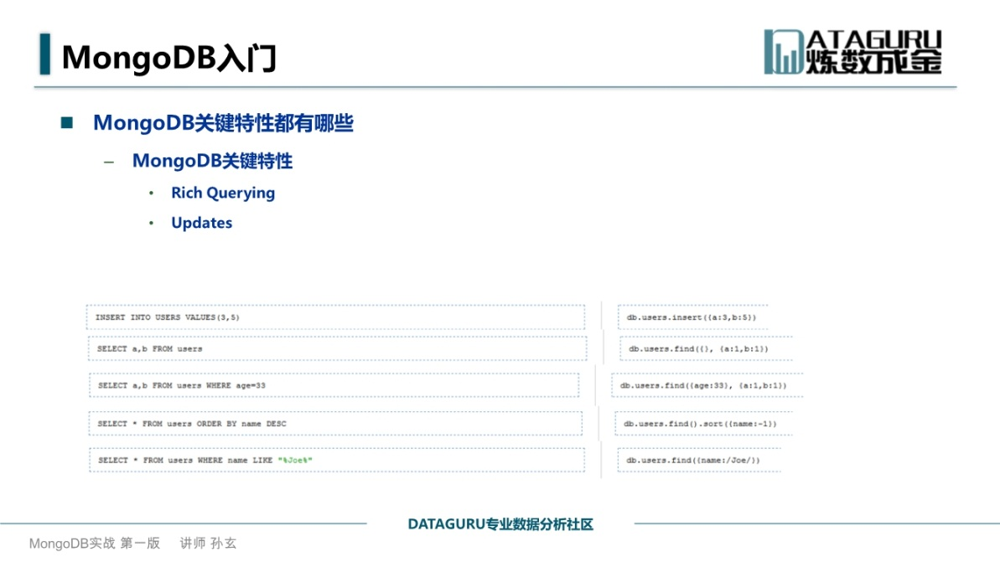 MongoDB入门
ATAGURU
炼数成金
MongoDB关键特性都有哪些
– MongoDB关键特性
• Rich Querying
• Updates
INSERT INTO USERS VALUES(3,5)
db.users.insert({a:3,b:5})
SELECT a,b FROM users
db.users.find({}, {a:1,b:1})
SELECT a,b FROM users WHERE age=33
db.users.find({age:33}, {a:1,b:1})
SELECT * FROM users ORDER BY name DESC
db.users.find().sort({name:-1})
SELECT * FROM users WHERE name LIKE "%Joe%"
db.users.find({name:/Joe/})
DATAGURU专业数据分析社区
MongoDB实战 第一版 讲师 孙玄